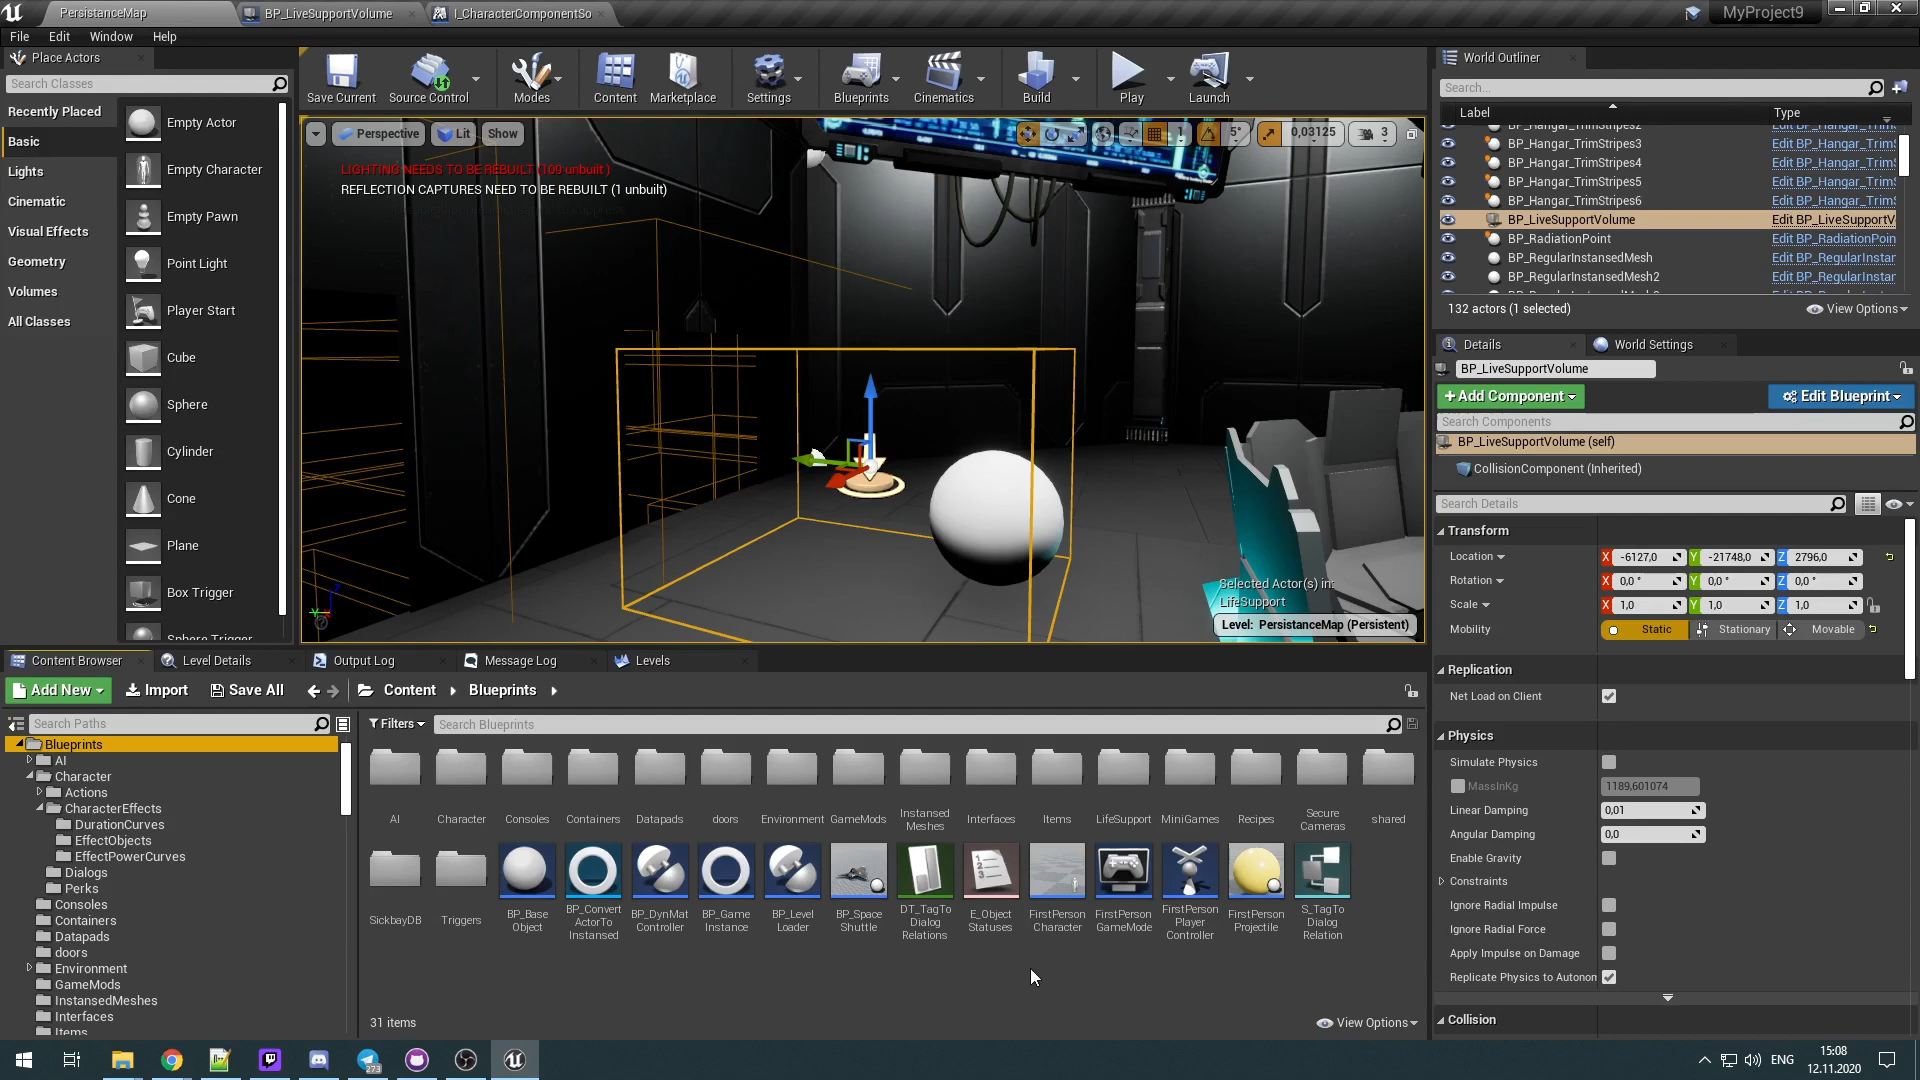 PersistanceMap
BP_LiveSupportVolume
I_CharacterComponentSo
MyProject9
File
Edit
Window
Help
Place Actors
Search Classes
Recently Placed
Basic
Lights
Cinematic
Visual Effects
Geometry
Volumes
All Classes
Empty Actor
Empty Character
Empty Pawn
Point Light
Player Start
Cube
Sphere
Cylinder
Cone
Plane
Box Trigger
Sphere Trigger
Save Current
Source Control
Modes
Content
Marketplace
Settings
Blueprints
Cinematics
Build
Play
Launch
Perspective
Lit
Show
1
5°
0,03125
3
LIGHTING NEEDS TO BE REBUILT (109 unbuilt )
REFLECTION CAPTURES NEED TO BE REBUILT (1 unbuilt)
Selected Actor(s) in:
LifeSupport
Level: PersistanceMap (Persistent)
World Outliner
Search...
Label
Type
BP_Hangar_TrimStripes2
Edit BP_Hangar_TrimS
BP_Hangar_TrimStripes3
Edit BP_Hangar_TrimS
BP_Hangar_TrimStripes4
Edit BP_Hangar_TrimS
BP_Hangar_TrimStripes5
Edit BP_Hangar_TrimS
BP_Hangar_TrimStripes6
Edit BP_Hangar_TrimS
BP_LiveSupportVolume
Edit BP_LiveSupportV
BP_RadiationPoint
Edit BP_RadiationPoin
BP_RegularInstansedMesh
Edit BP_RegularInstar
BP_RegularInstansedMesh2
Edit BP_RegularInstar
132 actors (1 selected)
View Options
Details
World Settings
BP_LiveSupportVolume
Add Component
Edit Blueprint
Search Components
BP_LiveSupportVolume (self)
CollisionComponent (Inherited)
Search Details
Transform
Location
X -6127,0
Y -21748,0
Z 2796,0
Rotation
X 0,0 °
Y 0,0 °
Z 0,0 °
Scale
X 1,0
Y 1,0
Z 1,0
Mobility
Static
Stationary
Movable
Replication
Net Load on Client
Physics
Simulate Physics
MassInKg
1189,601074
Linear Damping
0,01
Angular Damping
0,0
Enable Gravity
Constraints
Ignore Radial Impulse
Ignore Radial Force
Apply Impulse on Damage
Replicate Physics to Autonon
Collision
Content Browser
Level Details
Output Log
Message Log
Levels
Add New
Import
Save All
Content
Blueprints
Search Paths
Filters
Search Blueprints
Blueprints
AI
Character
Actions
CharacterEffects
DurationCurves
EffectObjects
EffectPowerCurves
Dialogs
Perks
Consoles
Containers
Datapads
doors
Environment
GameMods
InstansedMeshes
Interfaces
Items
AI
Character
Consoles
Containers
Datapads
doors
Environment
GameMods
Instansed
Meshes
Interfaces
Items
LifeSupport
MiniGames
Recipes
Secure
Cameras
shared
SickbayDB
Triggers
BP_Base
Object
BP_Convert
ActorTo
Instansed
BP_DynMat
Controller
BP_Game
Instance
BP_Level
Loader
BP_Space
Shuttle
DT_TagTo
Dialog
Relations
E_Object
Statuses
FirstPerson
Character
FirstPerson
GameMode
FirstPerson
Player
Controller
FirstPerson
Projectile
S_TagTo
Dialog
Relation
31 items
View Options
273
ENG
15:08
12.11.2020